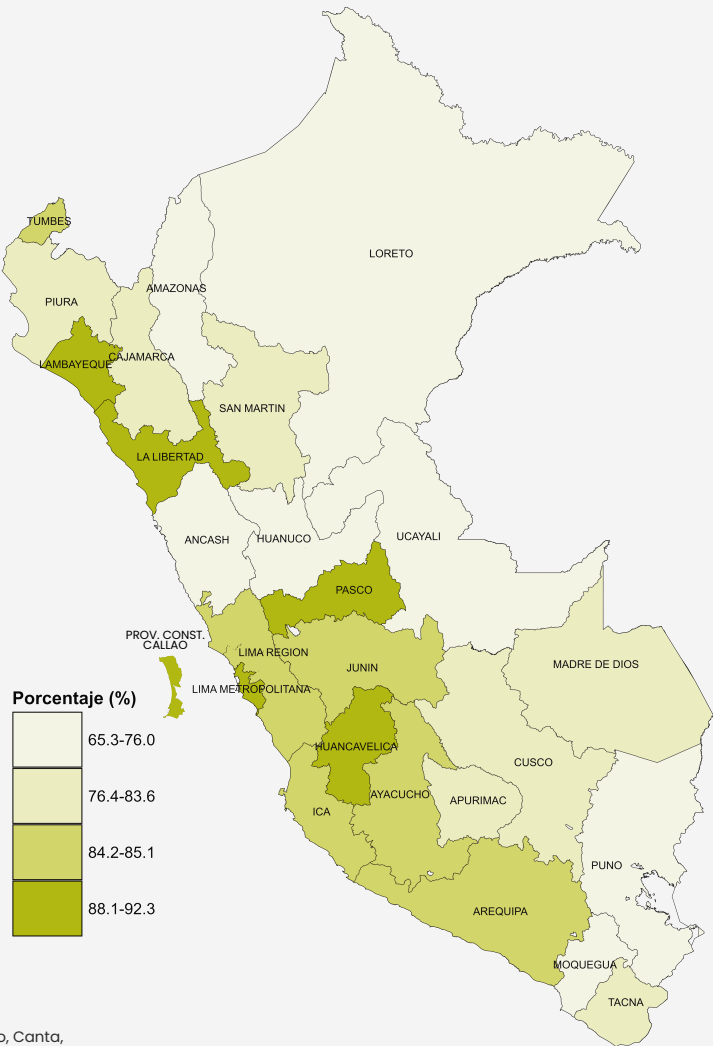 TUMBES
LORETO
AMAZONAS
PIURA
CAJAMARCA
LAMBAYEQUE
SAN MARTIN
LA LIBERTAD
ANCASH
HUANUCO
UCAYALI
PASCO
PROV. CONST.
CALLAO
LIMA REGION
JUNIN
MADRE DE DIOS
LIMA METROPOLITANA
Porcentaje (%)
65.3-76.0
76.4-83.6
84.2-85.1
88.1-92.3
HUANCAVELICA
CUSCO
AYACUCHO
APURIMAC
ICA
PUNO
AREQUIPA
MOQUEGUA
TACNA
o, Canta,